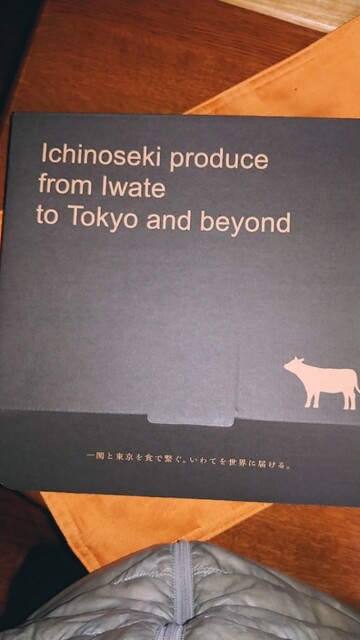 Ichinoseki produce
from Iwate
to Tokyo and beyond
一関と東京を食で繋ぐ。いわてを世界に届ける。